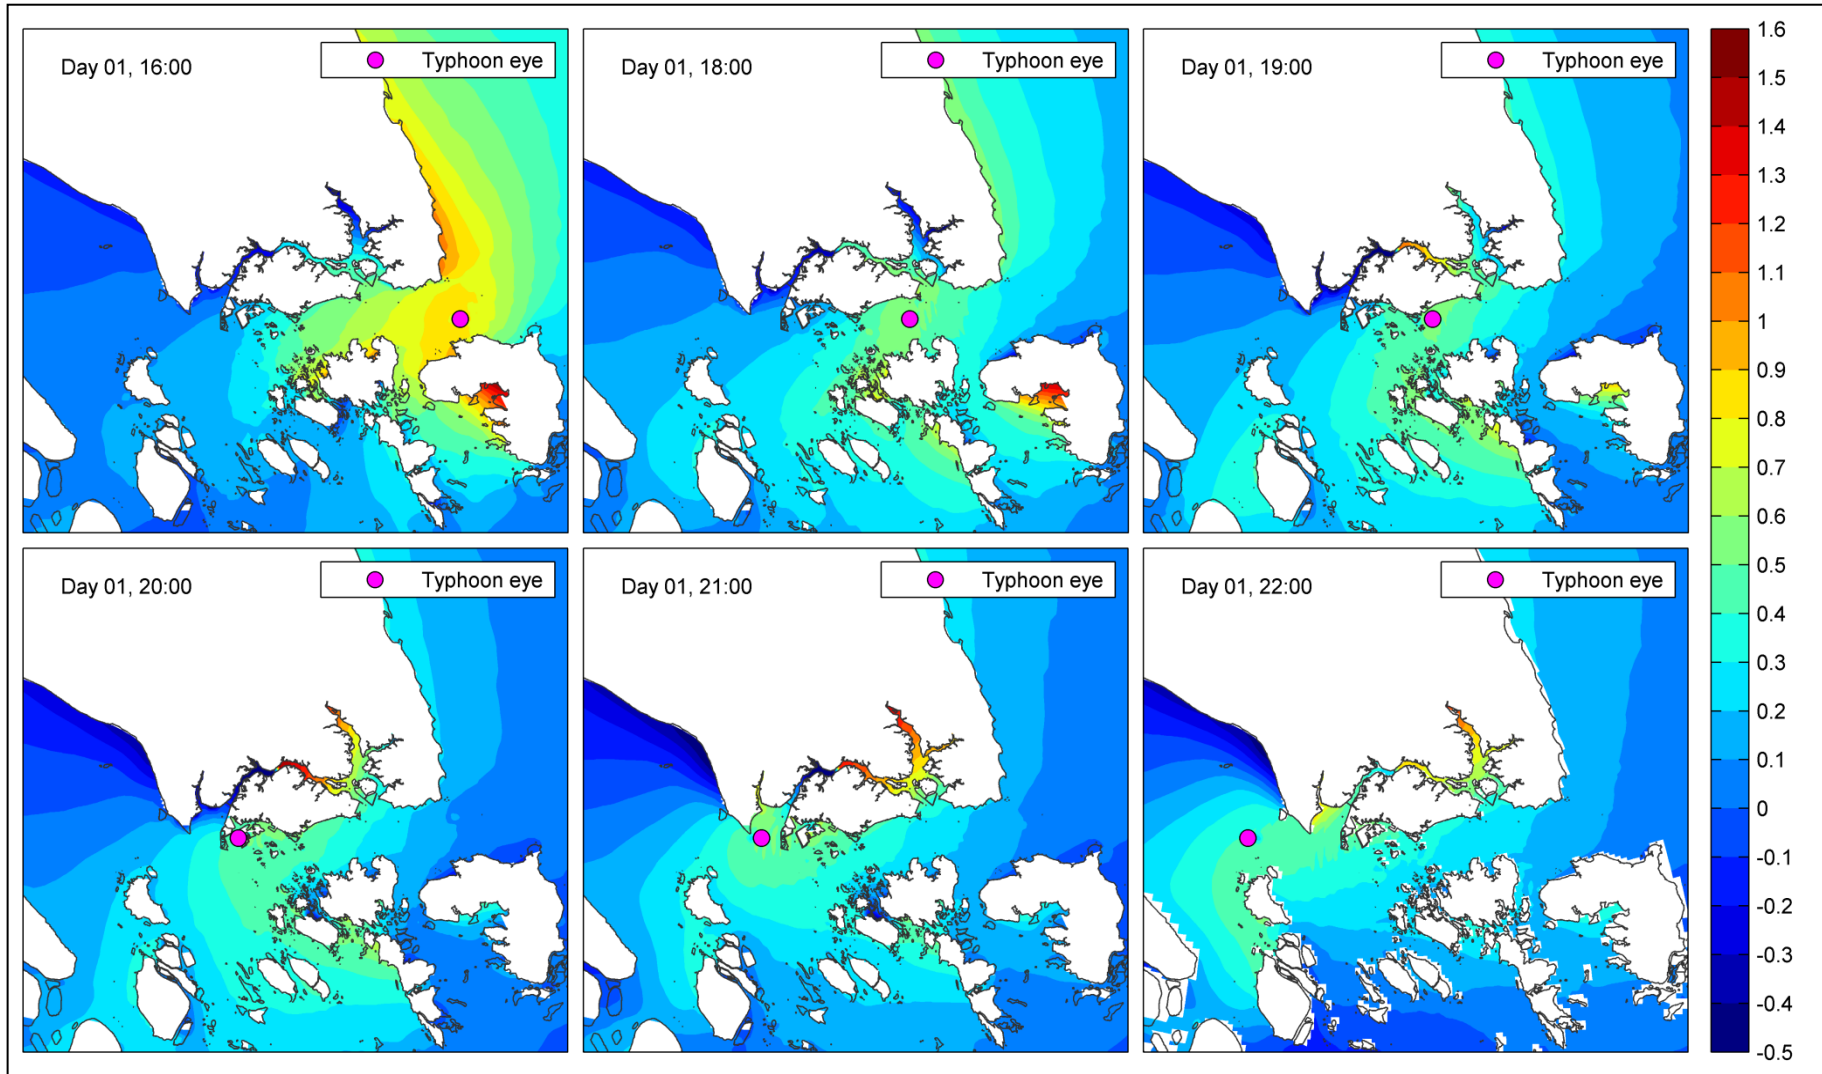 Day 01, 16:00
Typhoon eye
Day 01, 18:00
Typhoon eye
Day 01, 19:00
Typhoon eye
Day 01, 20:00
Typhoon eye
Day 01, 21:00
Typhoon eye
Day 01, 22:00
Typhoon eye
1.6
1.5
1.4
1.3
1.2
1.1
1
0.9
0.8
0.7
0.6
0.5
0.4
0.3
0.2
0.1
0
-0.1
-0.2
-0.3
-0.4
-0.5